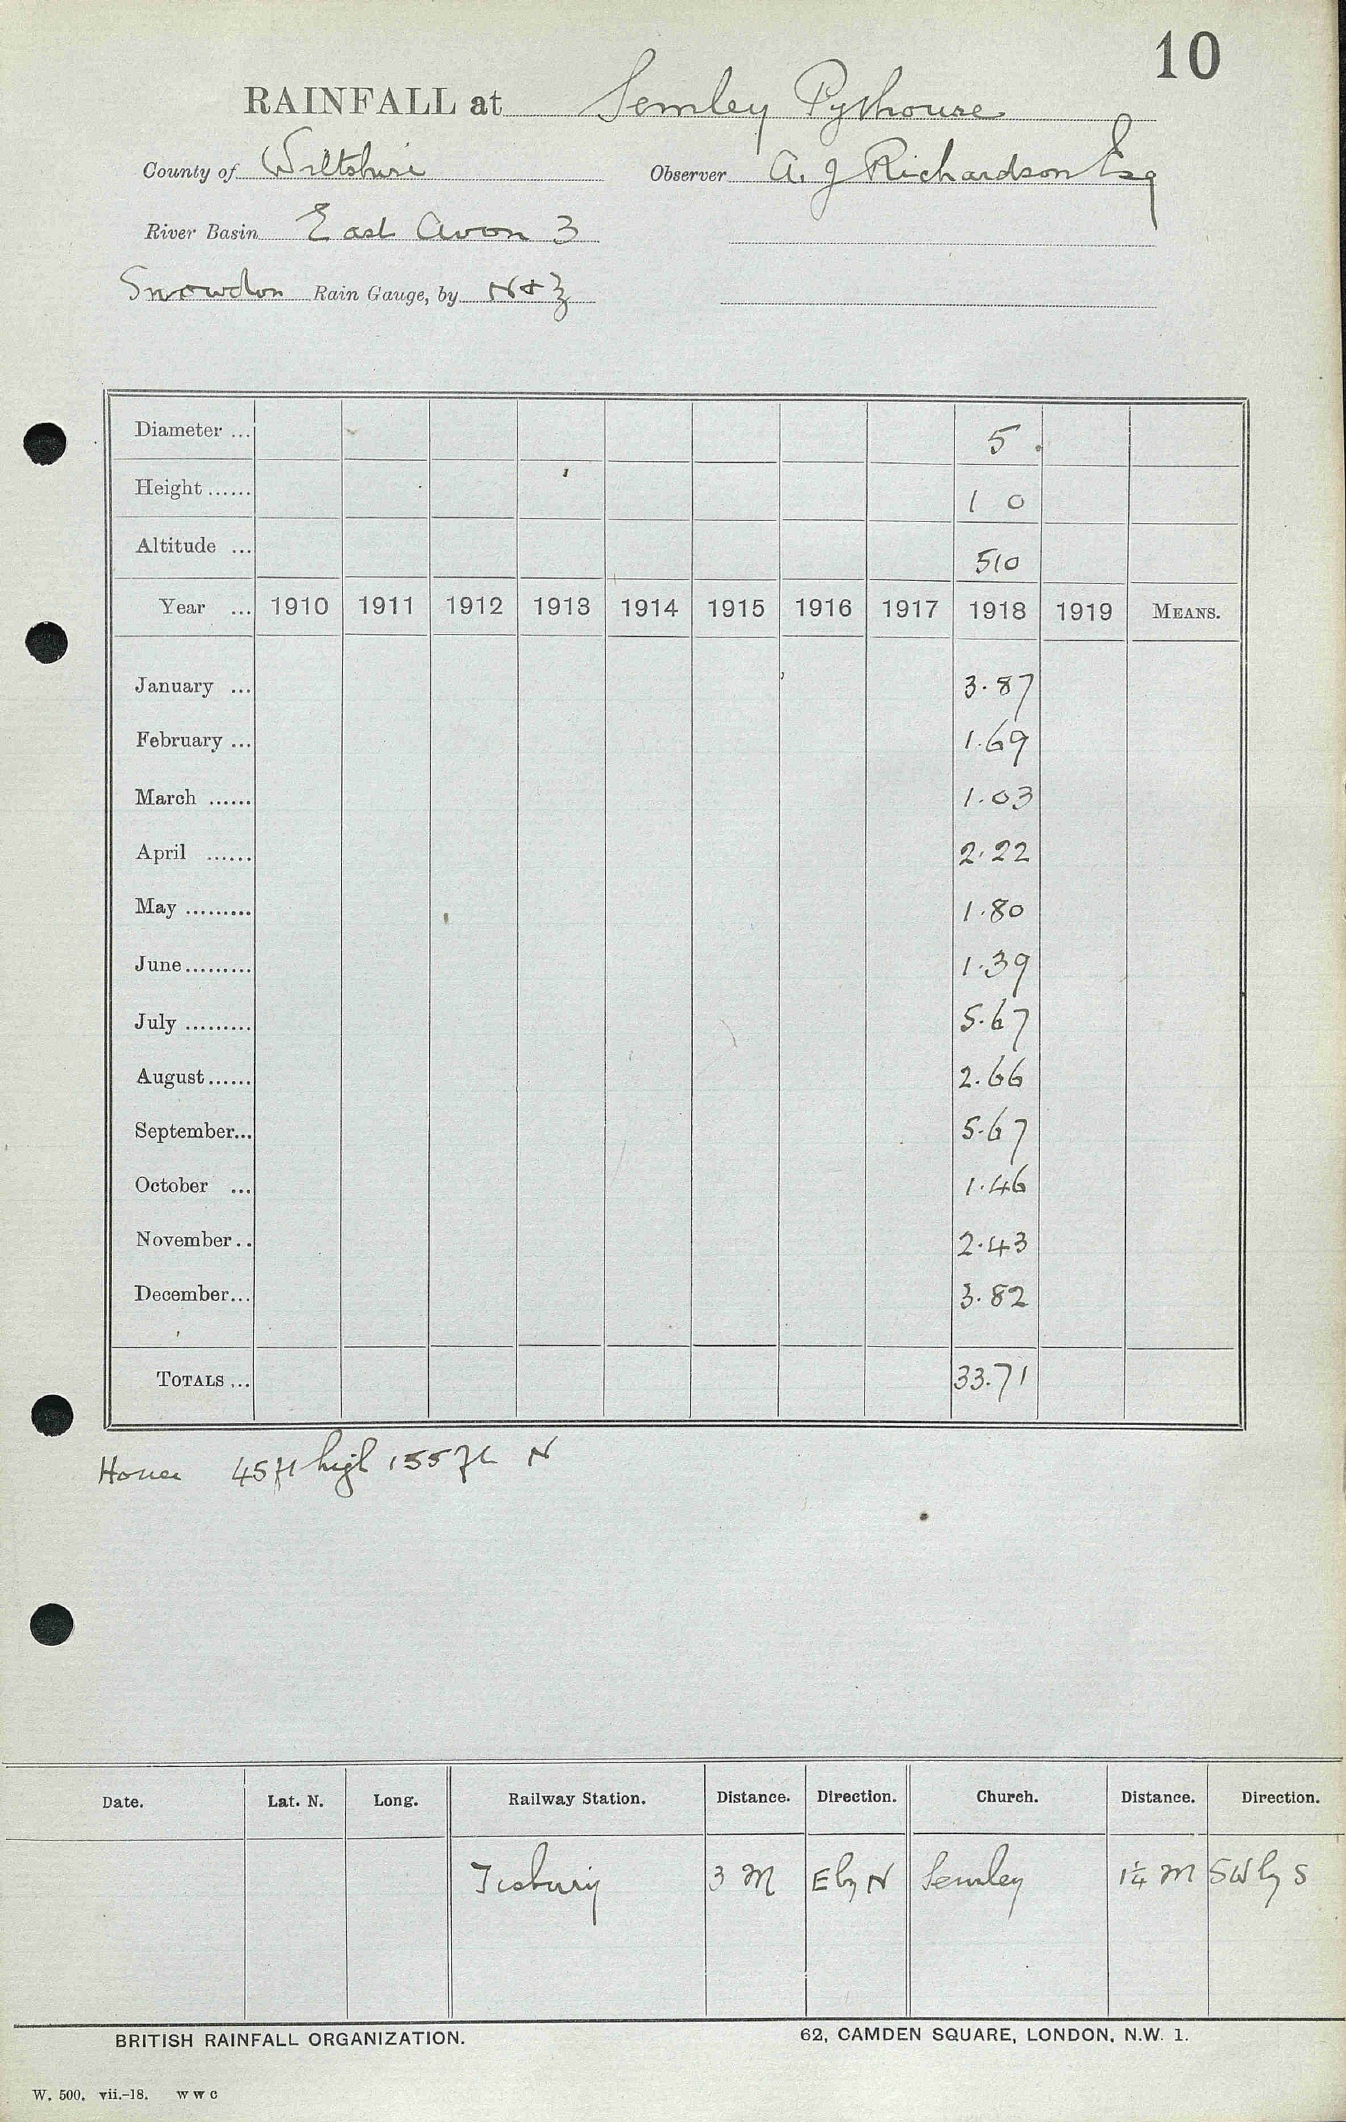 10
RAINFALL at Semley Pythouse
County of Wiltshire Observer A. J Richardson Esq
River Basin East Avon 3
Snowdon Rain Gauge, by N + Z
Diameter ... 5
Height ...... 1 0
Altitude ... 510
Year ... 1910 1911 1912 1913 1914 1915 1916 1917 1918 1919 MEANS.
January ... 3.87
February ... 1.69
March ...... 1.03
April ...... 2.22
May ......... 1.80
June ......... 1.39
July ......... 5.67
August ...... 2.66
September... 5.67
October ... 1.46
November .. 2.43
December... 3.82
TOTALS ... 33.71
House 45 ft high 155 ft N
Date. Lat. N. Long. Railway Station. Distance. Direction. Church. Distance. Direction.
Tisbury 3 M E by N Semley 1¼ M SW by S
BRITISH RAINFALL ORGANIZATION. 62, CAMDEN SQUARE, LONDON, N.W. 1.
W. 500. vii.-18. W W C